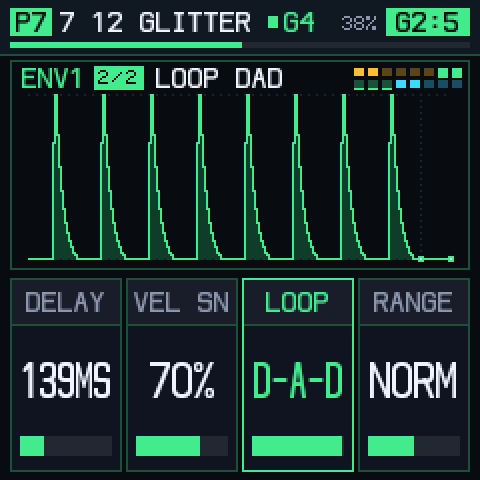 P7 7 12 GLITTER G4 38% G2:5
ENV1 2/2 LOOP DAD
DELAY VEL SN LOOP RANGE
139MS 70% D-A-D NORM